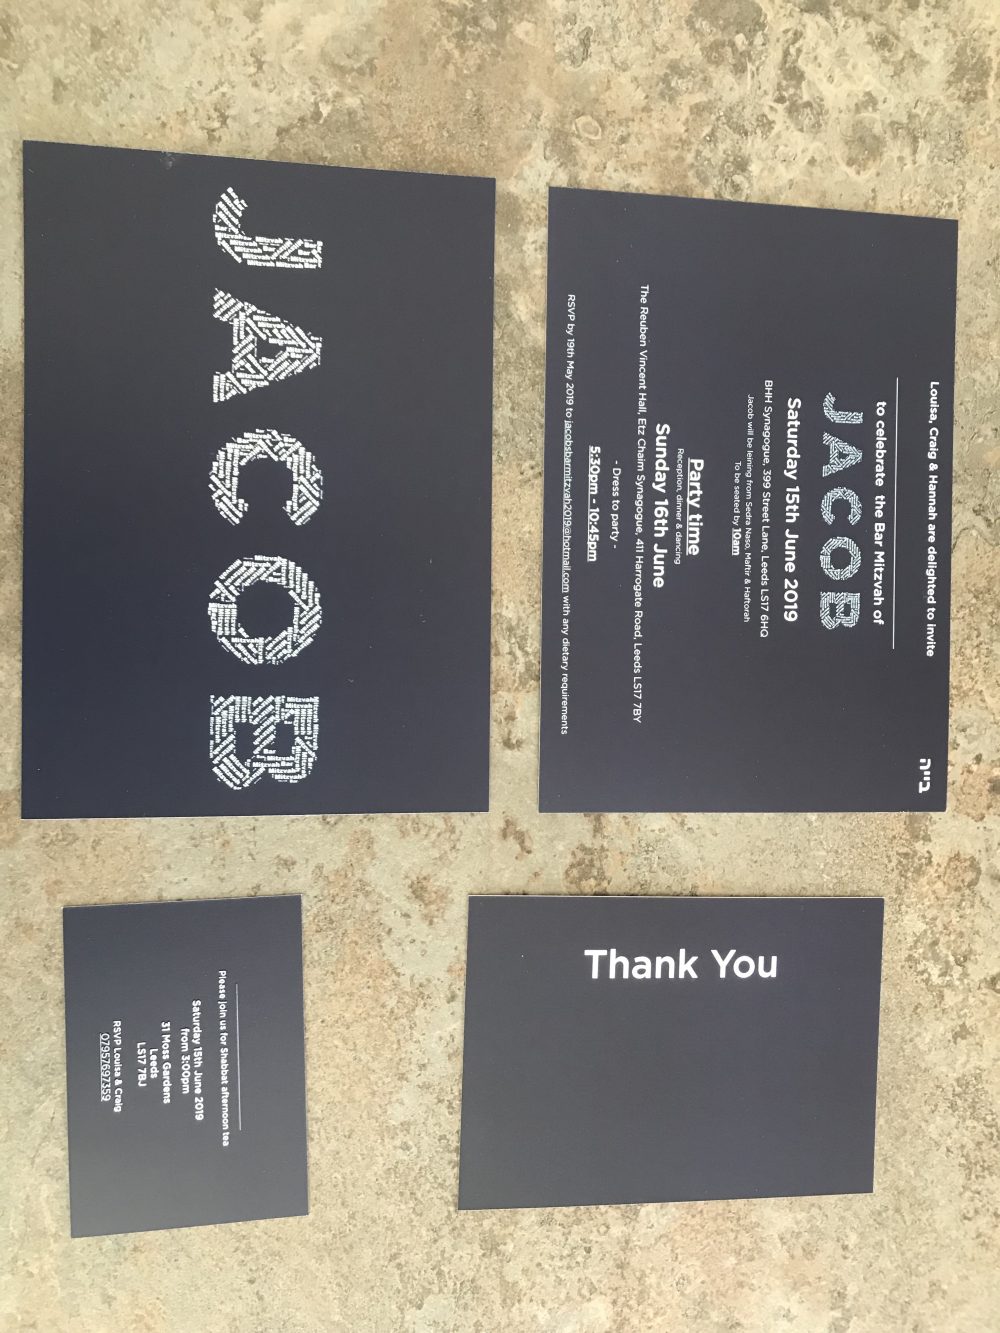 JACOB
בייה
Louisa, Craig & Hannah are delighted to invite
to celebrate the Bar Mitzvah of
JACOB
Saturday 15th June 2019
BHH Synagogue, 399 Street Lane, Leeds LS17 6HQ
Jacob will be leining from Sedra Naso, Maftir & Haftorah
To be seated by 10am
Party time
Reception, dinner & dancing
Sunday 16th June
The Reuben Vincent Hall, Etz Chaim Synagogue, 411 Harrogate Road, Leeds LS17 7BY
- Dress to party -
5:30pm - 10:45pm
RSVP by 19th May 2019 to jacobsbarmitzvah2019@hotmail.com with any dietary requirements
Please join us for Shabbat afternoon tea
Saturday 15th June 2019
from 3:00pm
31 Moss Gardens
Leeds
LS17 7BJ
RSVP Louisa & Craig
07957697359
Thank You